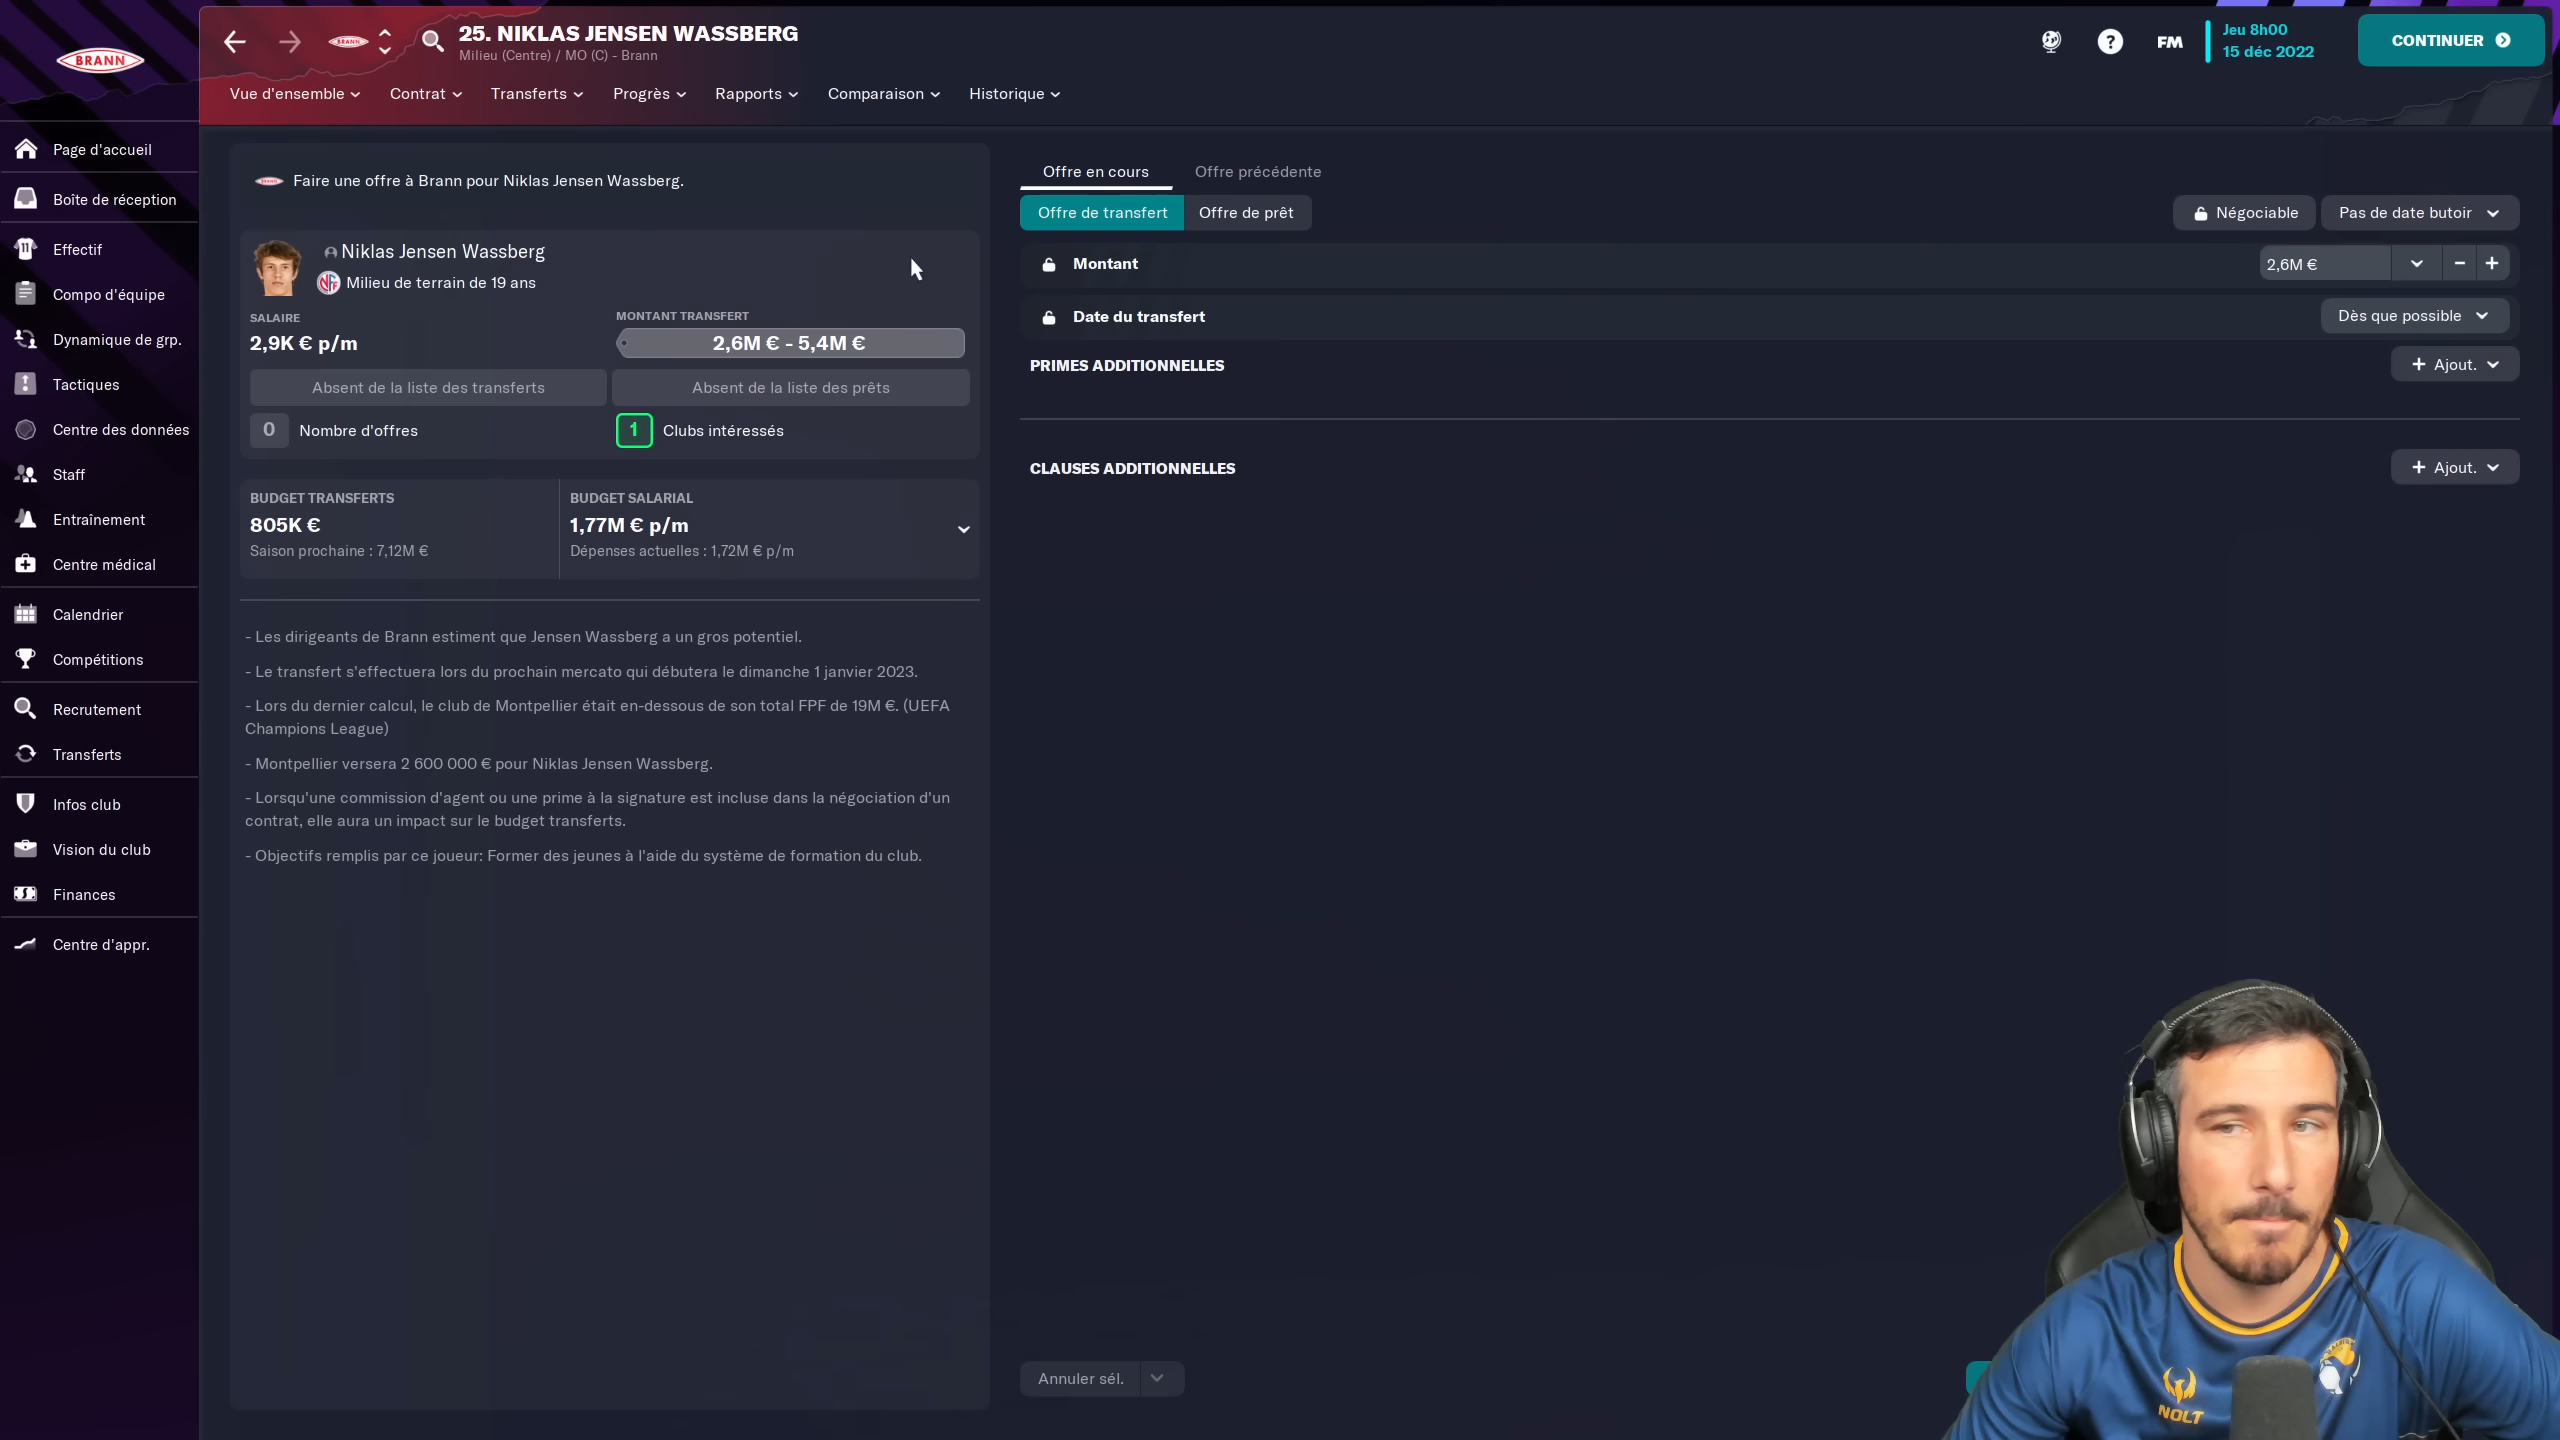 BRANN
BRANN
25. NIKLAS JENSEN WASSBERG
Milieu (Centre) / MO (C) - Brann
?
FM
Jeu 8h00
15 déc 2022
CONTINUER
Vue d'ensemble
Contrat
Transferts
Progrès
Rapports
Comparaison
Historique
Page d'accueil
Boîte de réception
Effectif
Compo d'équipe
Dynamique de grp.
Tactiques
Centre des données
Staff
Entraînement
Centre médical
Calendrier
Compétitions
Recrutement
Transferts
Infos club
Vision du club
Finances
Centre d'appr.
Faire une offre à Brann pour Niklas Jensen Wassberg.
Niklas Jensen Wassberg
Milieu de terrain de 19 ans
SALAIRE
2,9K € p/m
MONTANT TRANSFERT
2,6M € - 5,4M €
Absent de la liste des transferts
Absent de la liste des prêts
0 Nombre d'offres
1 Clubs intéressés
BUDGET TRANSFERTS
805K €
Saison prochaine : 7,12M €
BUDGET SALARIAL
1,77M € p/m
Dépenses actuelles : 1,72M € p/m
- Les dirigeants de Brann estiment que Jensen Wassberg a un gros potentiel.
- Le transfert s'effectuera lors du prochain mercato qui débutera le dimanche 1 janvier 2023.
- Lors du dernier calcul, le club de Montpellier était en-dessous de son total FPF de 19M €. (UEFA
Champions League)
- Montpellier versera 2 600 000 € pour Niklas Jensen Wassberg.
- Lorsqu'une commission d'agent ou une prime à la signature est incluse dans la négociation d'un
contrat, elle aura un impact sur le budget transferts.
- Objectifs remplis par ce joueur: Former des jeunes à l'aide du système de formation du club.
Offre en cours
Offre précédente
Offre de transfert
Offre de prêt
Négociable
Pas de date butoir
Montant
2,6M €
Date du transfert
Dès que possible
PRIMES ADDITIONNELLES
+ Ajout.
CLAUSES ADDITIONNELLES
+ Ajout.
Annuler sél.
NOLT